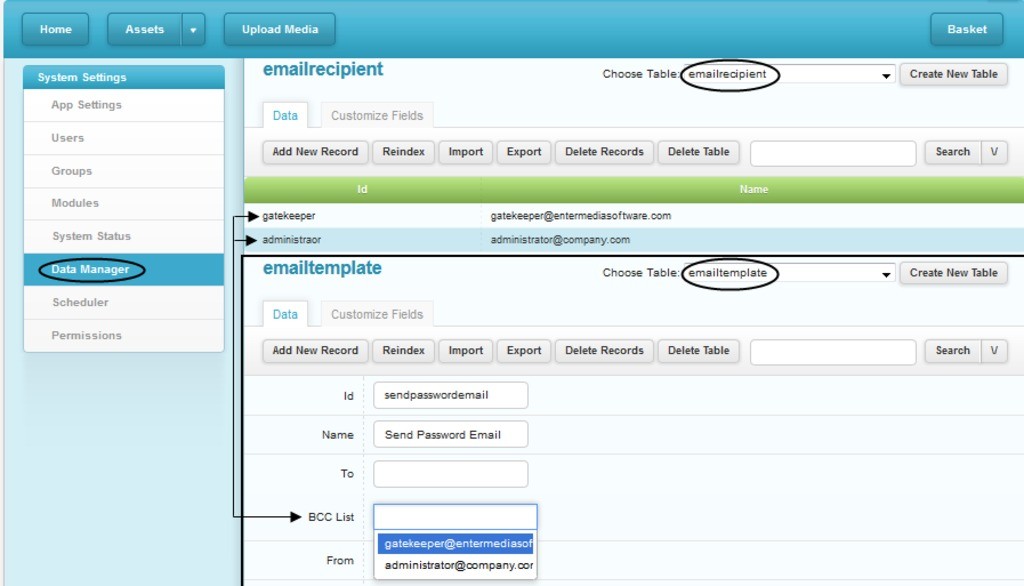 Home
Assets
Upload Media
Basket
System Settings
App Settings
Users
Groups
Modules
System Status
Data Manager
Scheduler
Permissions
emailrecipient
Choose Table: emailrecipient
Create New Table
Data
Customize Fields
Add New Record
Reindex
Import
Export
Delete Records
Delete Table
Search
\/
Id
Name
gatekeeper
gatekeeper@entermediasoftware.com
administraor
administrator@company.com
emailtemplate
Choose Table: emailtemplate
Create New Table
Data
Customize Fields
Add New Record
Reindex
Import
Export
Delete Records
Delete Table
Search
\/
Id
sendpasswordemail
Name
Send Password Email
To
BCC List
gatekeeper@entermediasof
administrator@company.cor
From